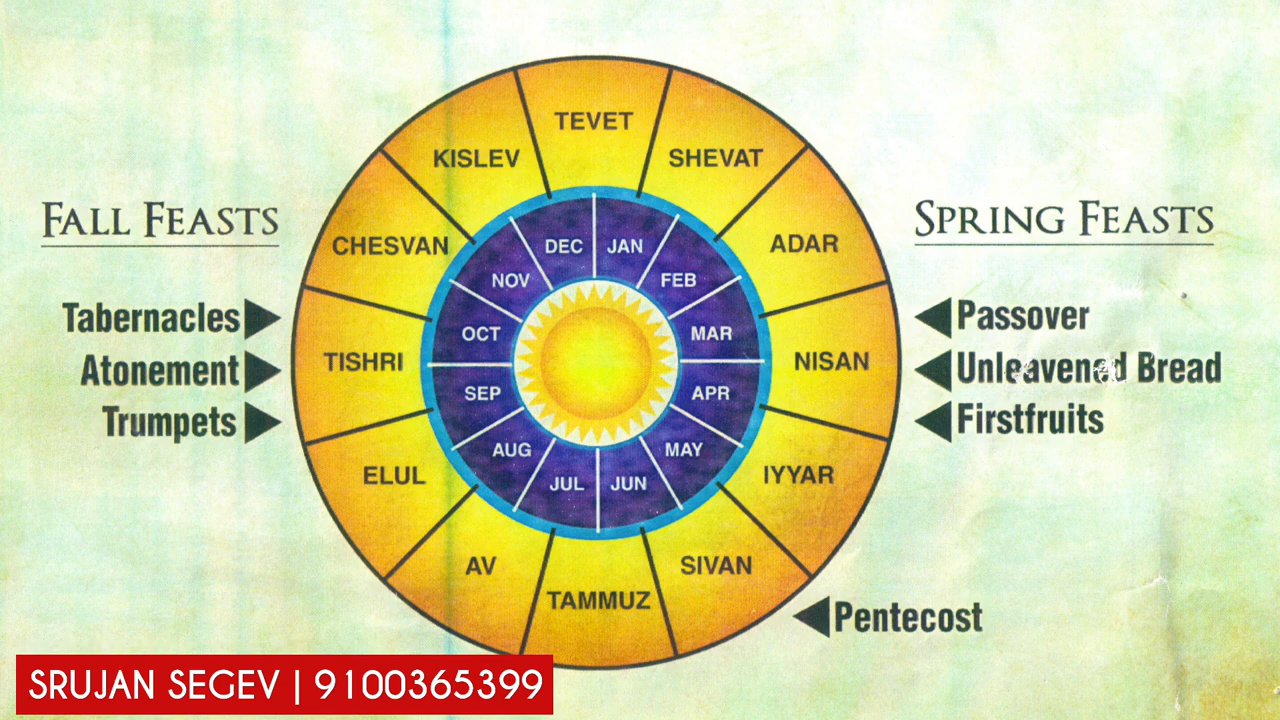 FALL FEASTS
Tabernacles
Atonement
Trumpets
TEVET
SHEVAT
ADAR
NISAN
IYYAR
SIVAN
TAMMUZ
AV
ELUL
TISHRI
CHESVAN
KISLEV
JAN
FEB
MAR
APR
MAY
JUN
JUL
AUG
SEP
OCT
NOV
DEC
SPRING FEASTS
Passover
Unleavened Bread
Firstfruits
Pentecost
SRUJAN SEGEV | 9100365399